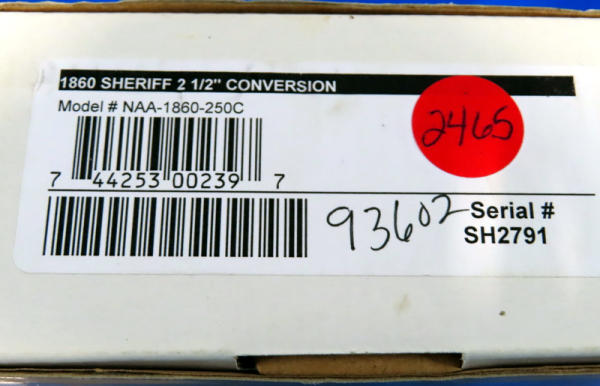 1860 SHERIFF 2 1/2" CONVERSION
Model # NAA-1860-250C
2465
7 44253 00239 7
93602
Serial #
SH2791